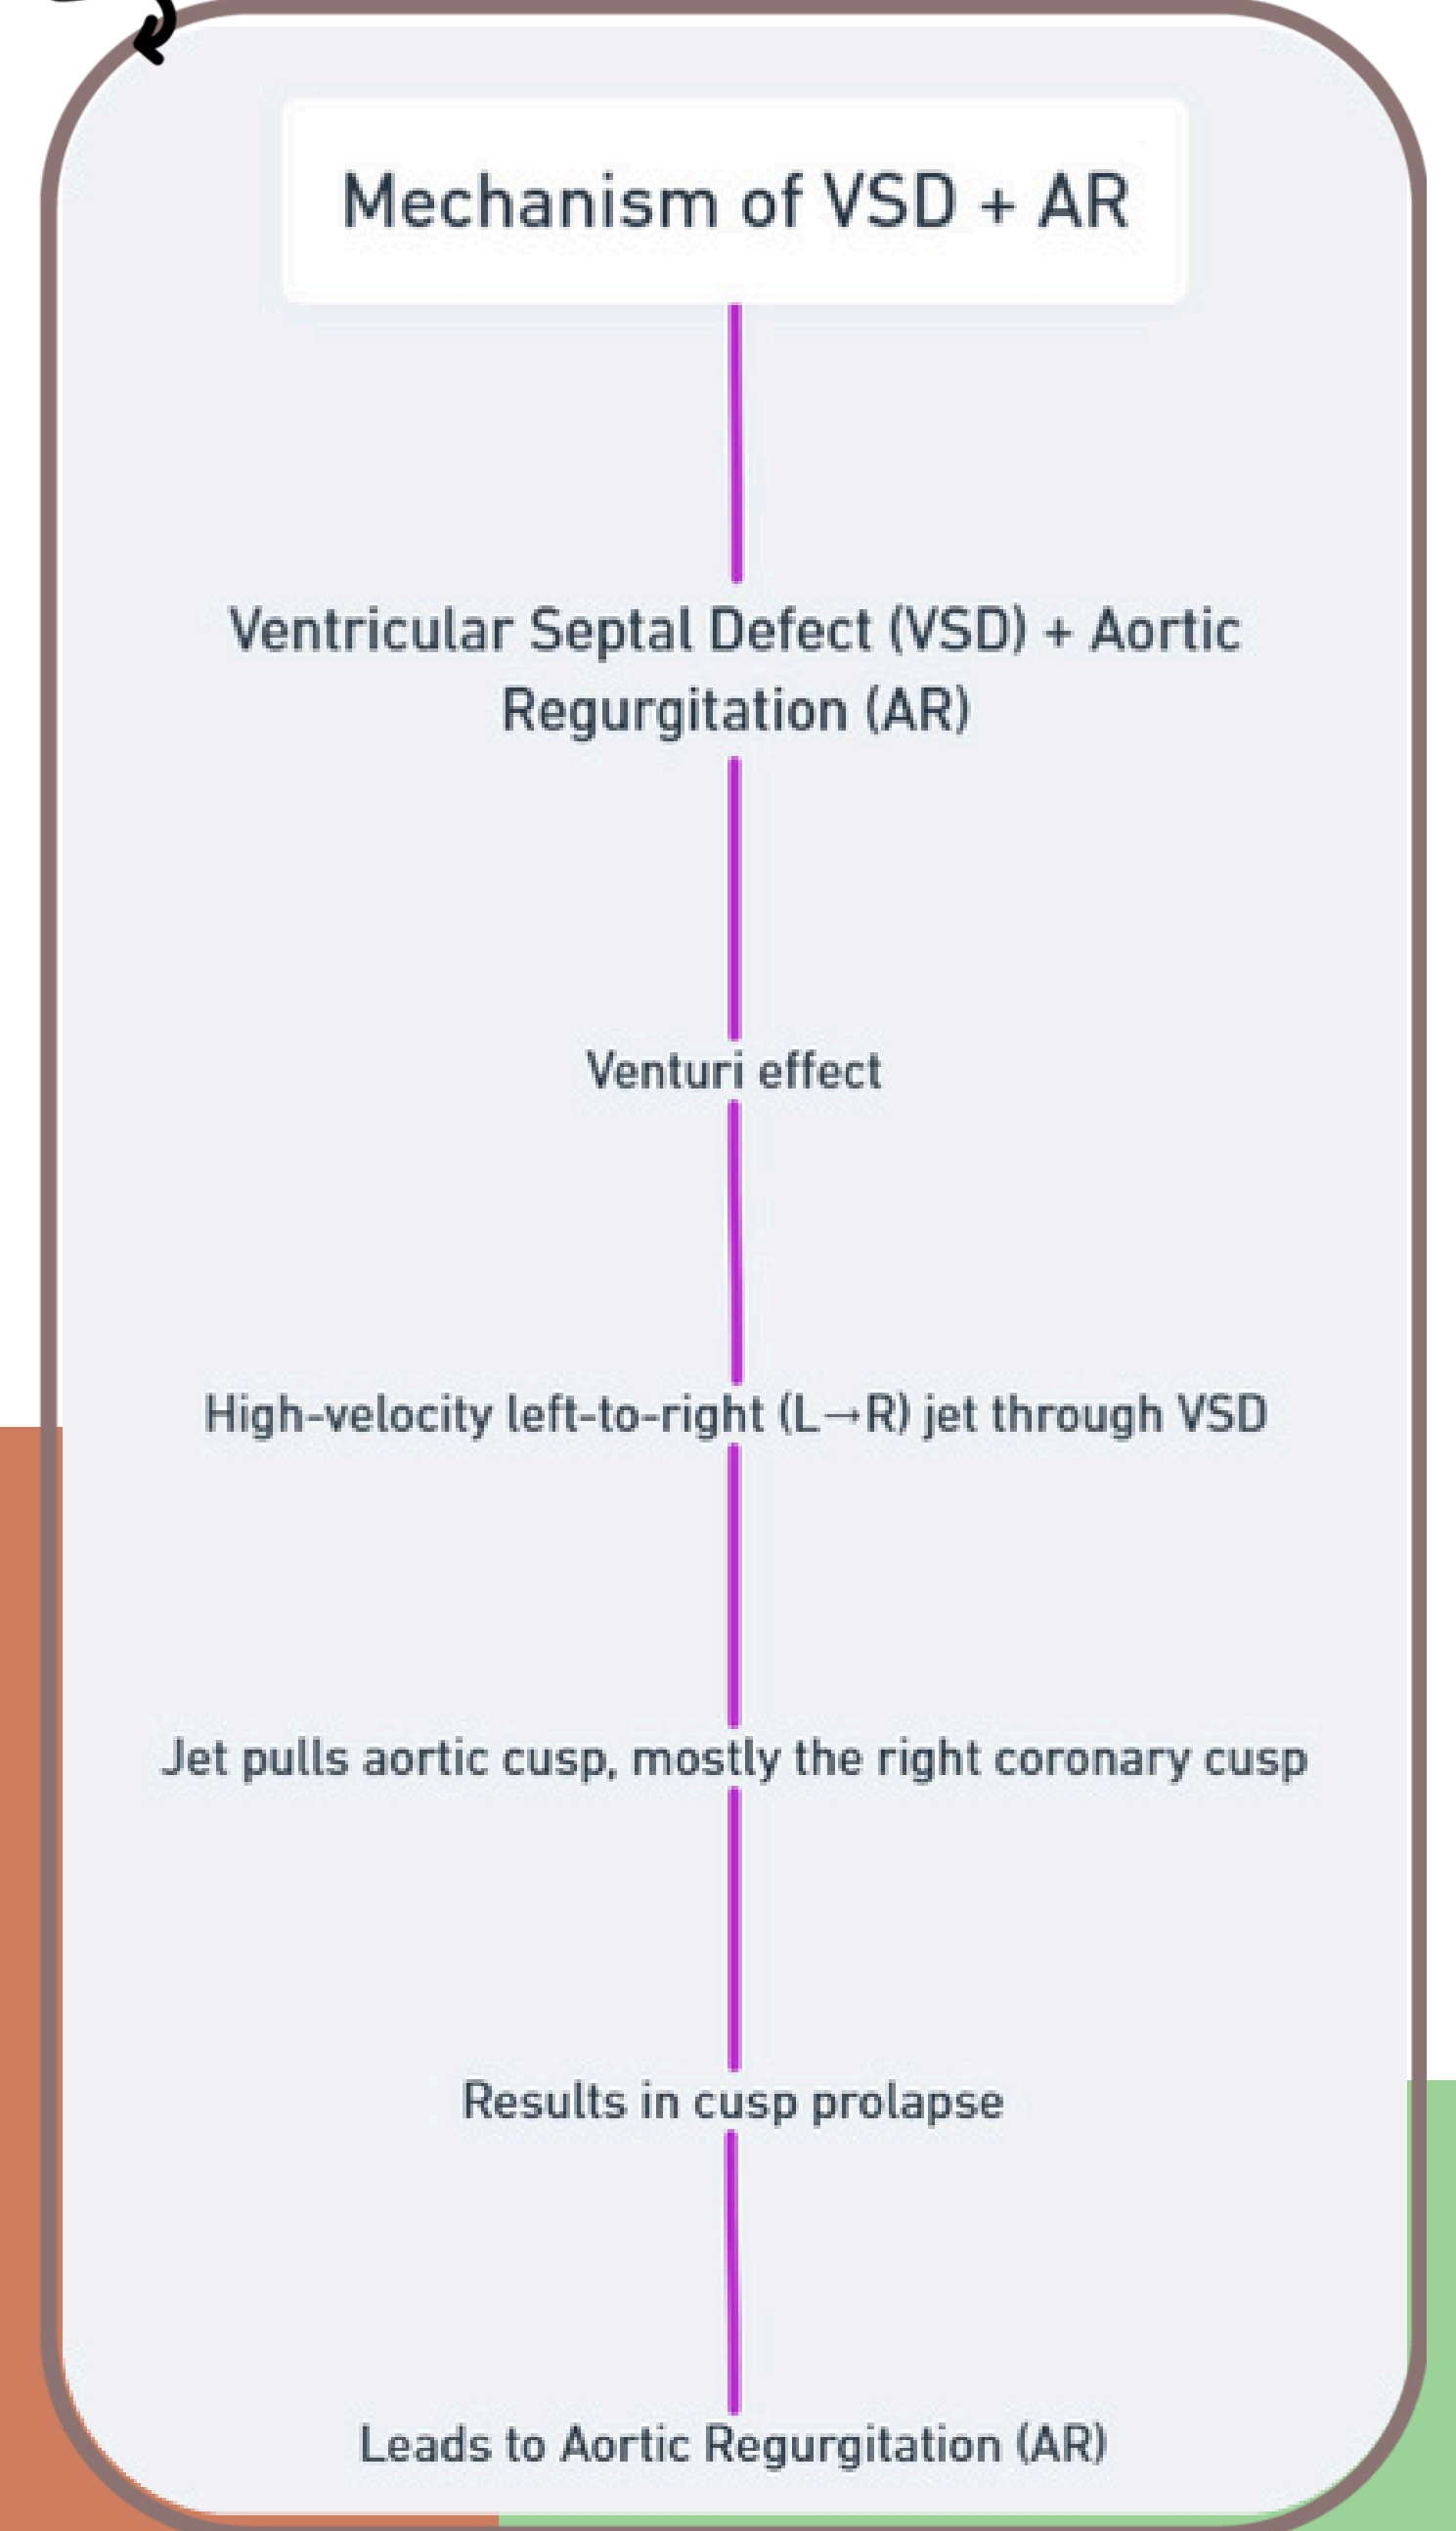 Mechanism of VSD + AR
Ventricular Septal Defect (VSD) + Aortic
Regurgitation (AR)
Venturi effect
High-velocity left-to-right (L→R) jet through VSD
Jet pulls aortic cusp, mostly the right coronary cusp
Results in cusp prolapse
Leads to Aortic Regurgitation (AR)